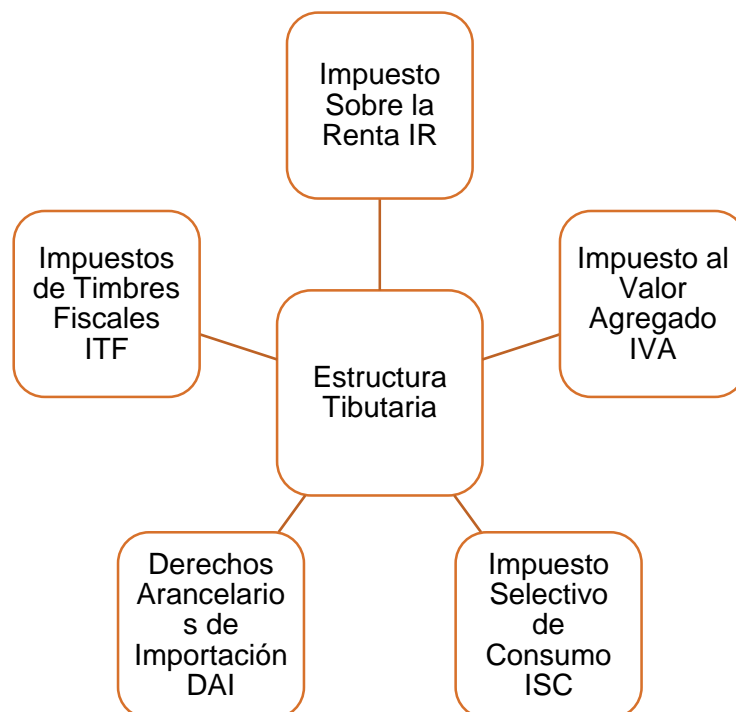 Impuesto
Sobre la
Renta IR
Impuestos
de Timbres
Fiscales
ITF
Impuesto al
Valor
Agregado
IVA
Estructura
Tibutaria
Derechos
Arancelario
s de
Importación
DAI
Impuesto
Selectivo
de
Consumo
ISC